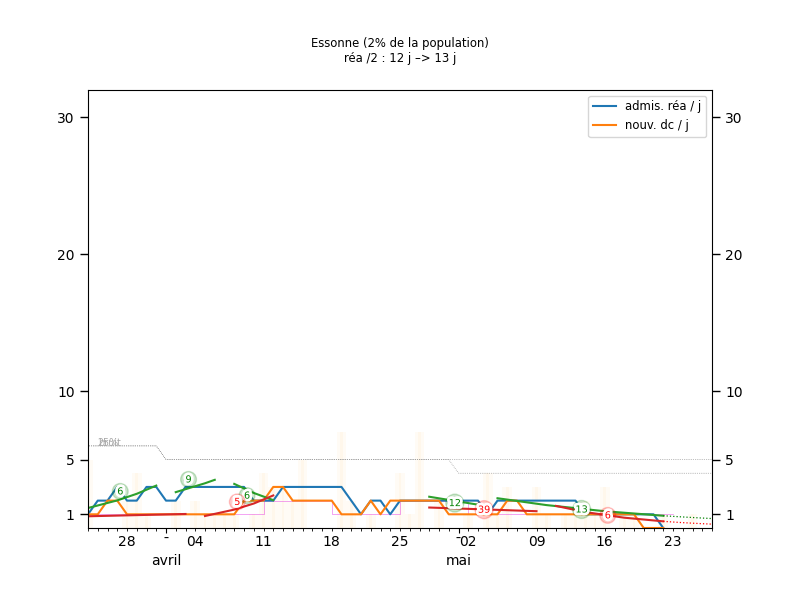 Essonne (2% de la population)
réa /2 : 12 j –> 13 j
admis. réa / j
nouv. dc / j
30 30
20 20
10 10
5 5
1 1
6 9 5 6 12 39 13 6
28 - 04 11 18 25 02 09 16 23
avril mai